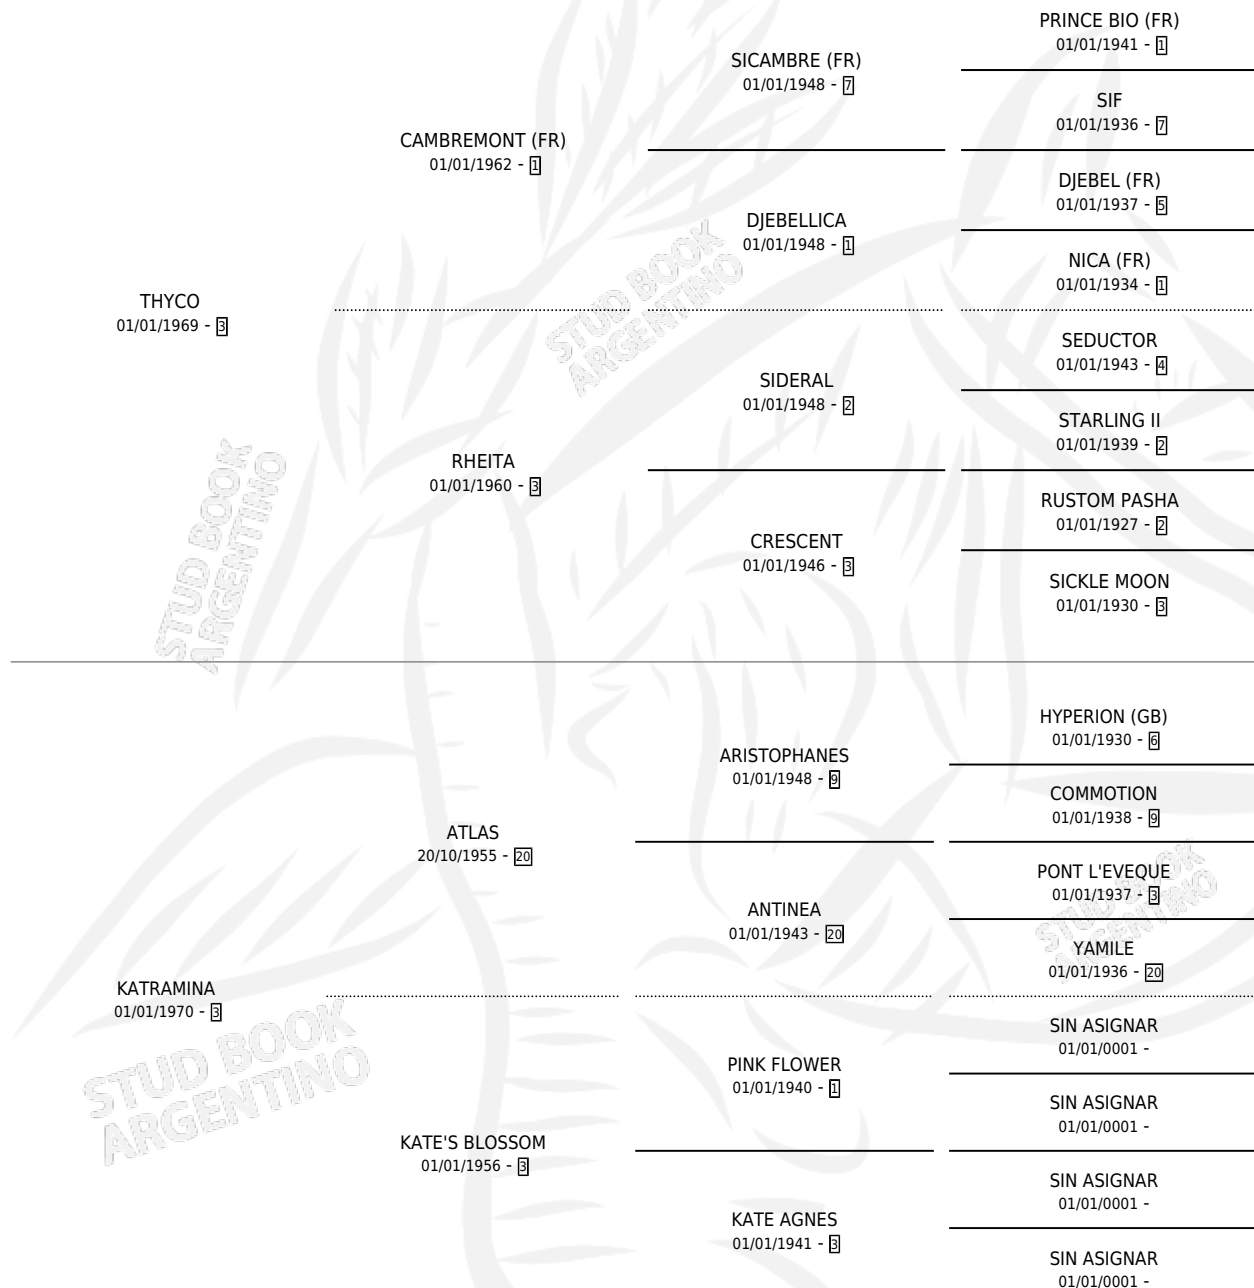 PRINCE BIO (FR)
01/01/1941 - 1
SICAMBRE (FR)
01/01/1948 - 7
SIF
01/01/1936 - 7
CAMBREMONT (FR)
01/01/1962 - 1
DJEBEL (FR)
01/01/1937 - 5
DJEBELLICA
01/01/1948 - 1
NICA (FR)
01/01/1934 - 1
THYCO
01/01/1969 - 3
SEDUCTOR
01/01/1943 - 4
SIDERAL
01/01/1948 - 2
STARLING II
01/01/1939 - 2
RHEITA
01/01/1960 - 3
RUSTOM PASHA
01/01/1927 - 2
CRESCENT
01/01/1946 - 3
SICKLE MOON
01/01/1930 - 3
STUD BOOK
ARGENTINO
STUD BOOK
ARGENTINO
HYPERION (GB)
01/01/1930 - 6
ARISTOPHANES
01/01/1948 - 9
COMMOTION
01/01/1938 - 9
ATLAS
20/10/1955 - 20
PONT L'EVEQUE
01/01/1937 - 3
ANTINEA
01/01/1943 - 20
YAMILE
01/01/1936 - 20
KATRAMINA
01/01/1970 - 3
SIN ASIGNAR
01/01/0001 -
PINK FLOWER
01/01/1940 - 1
SIN ASIGNAR
01/01/0001 -
KATE'S BLOSSOM
01/01/1956 - 3
SIN ASIGNAR
01/01/0001 -
KATE AGNES
01/01/1941 - 3
SIN ASIGNAR
01/01/0001 -
STUD BOOK
ARGENTINO
STUD BOOK
ARGENTINO